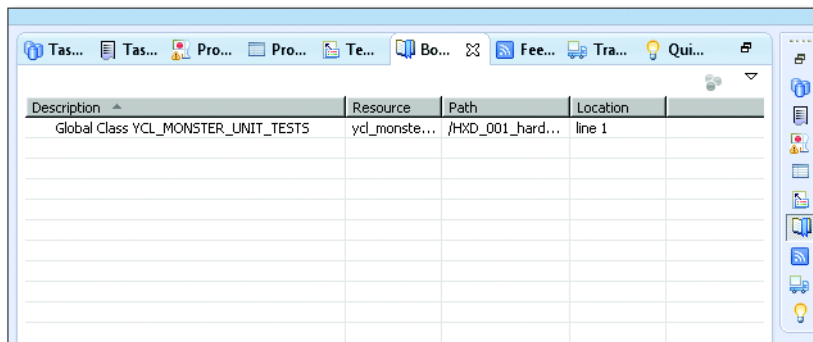 Tas... Tas... Pro... Pro... Te... Bo... Fee... Tra... Qui...
Description Resource Path Location
Global Class YCL_MONSTER_UNIT_TESTS ycl_monste... /HXD_001_hard... line 1